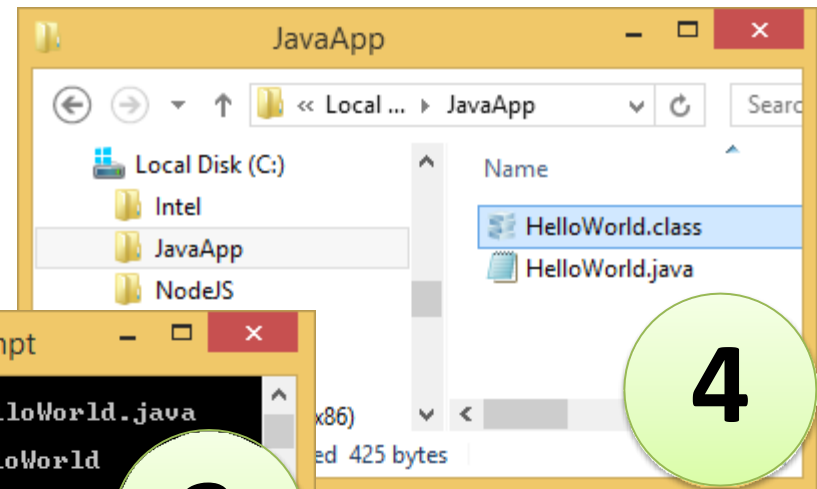 JavaApp
« Local ... JavaApp
Searc
Local Disk (C:)
Intel
JavaApp
NodeJS
x86)
Name
HelloWorld.class
HelloWorld.java
4
ed 425 bytes
npt
lloWorld.java
loWorld